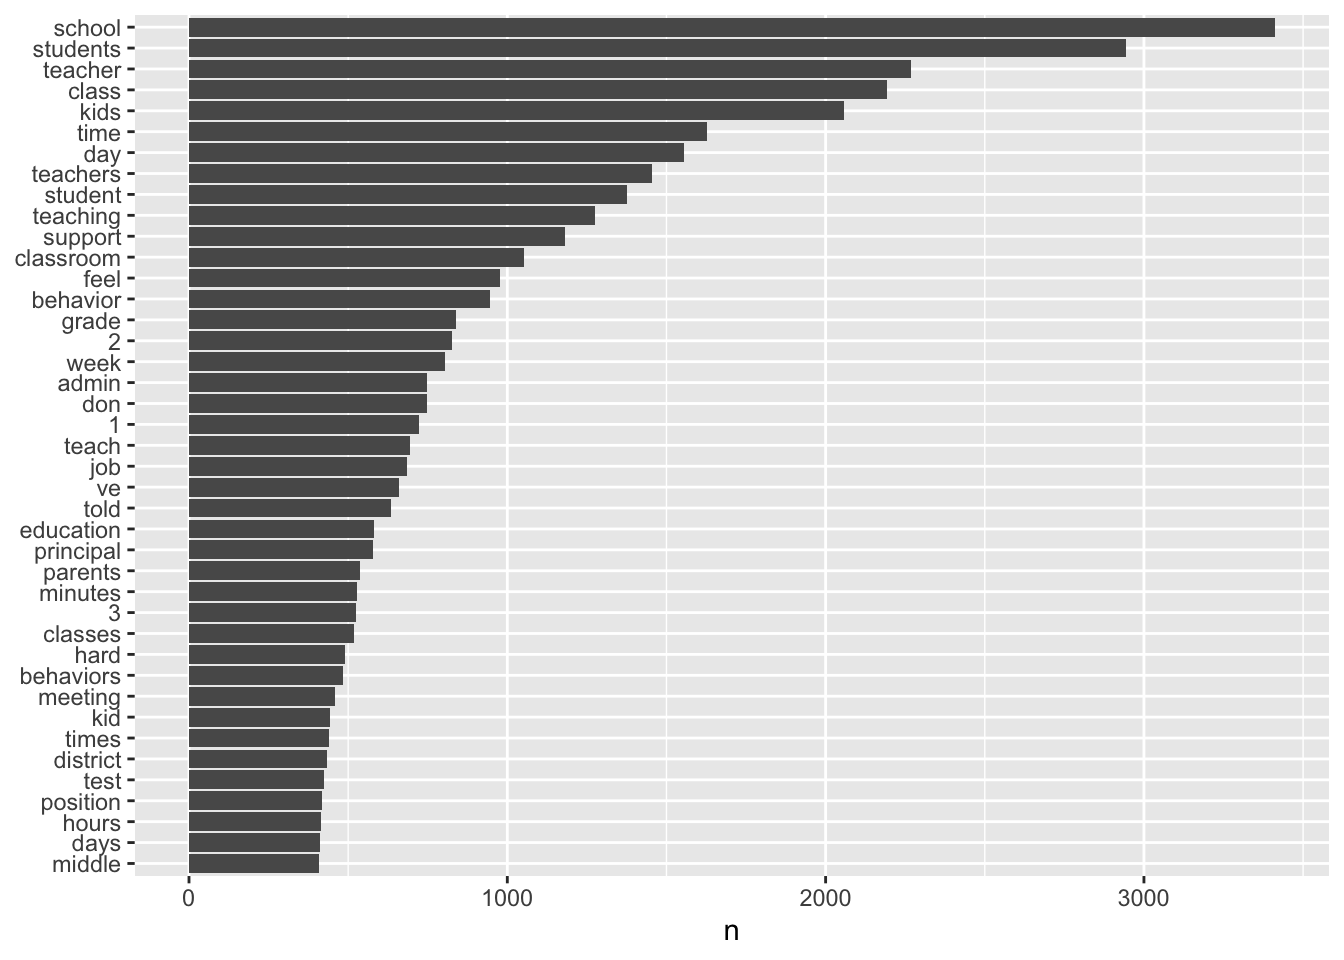 school
students
teacher
class
kids
time
day
teachers
student
teaching
support
classroom
feel
behavior
grade
2
week
admin
don
1
teach
job
ve
told
education
principal
parents
minutes
3
classes
hard
behaviors
meeting
kid
times
district
test
position
hours
days
middle
0 1000 2000 3000
n